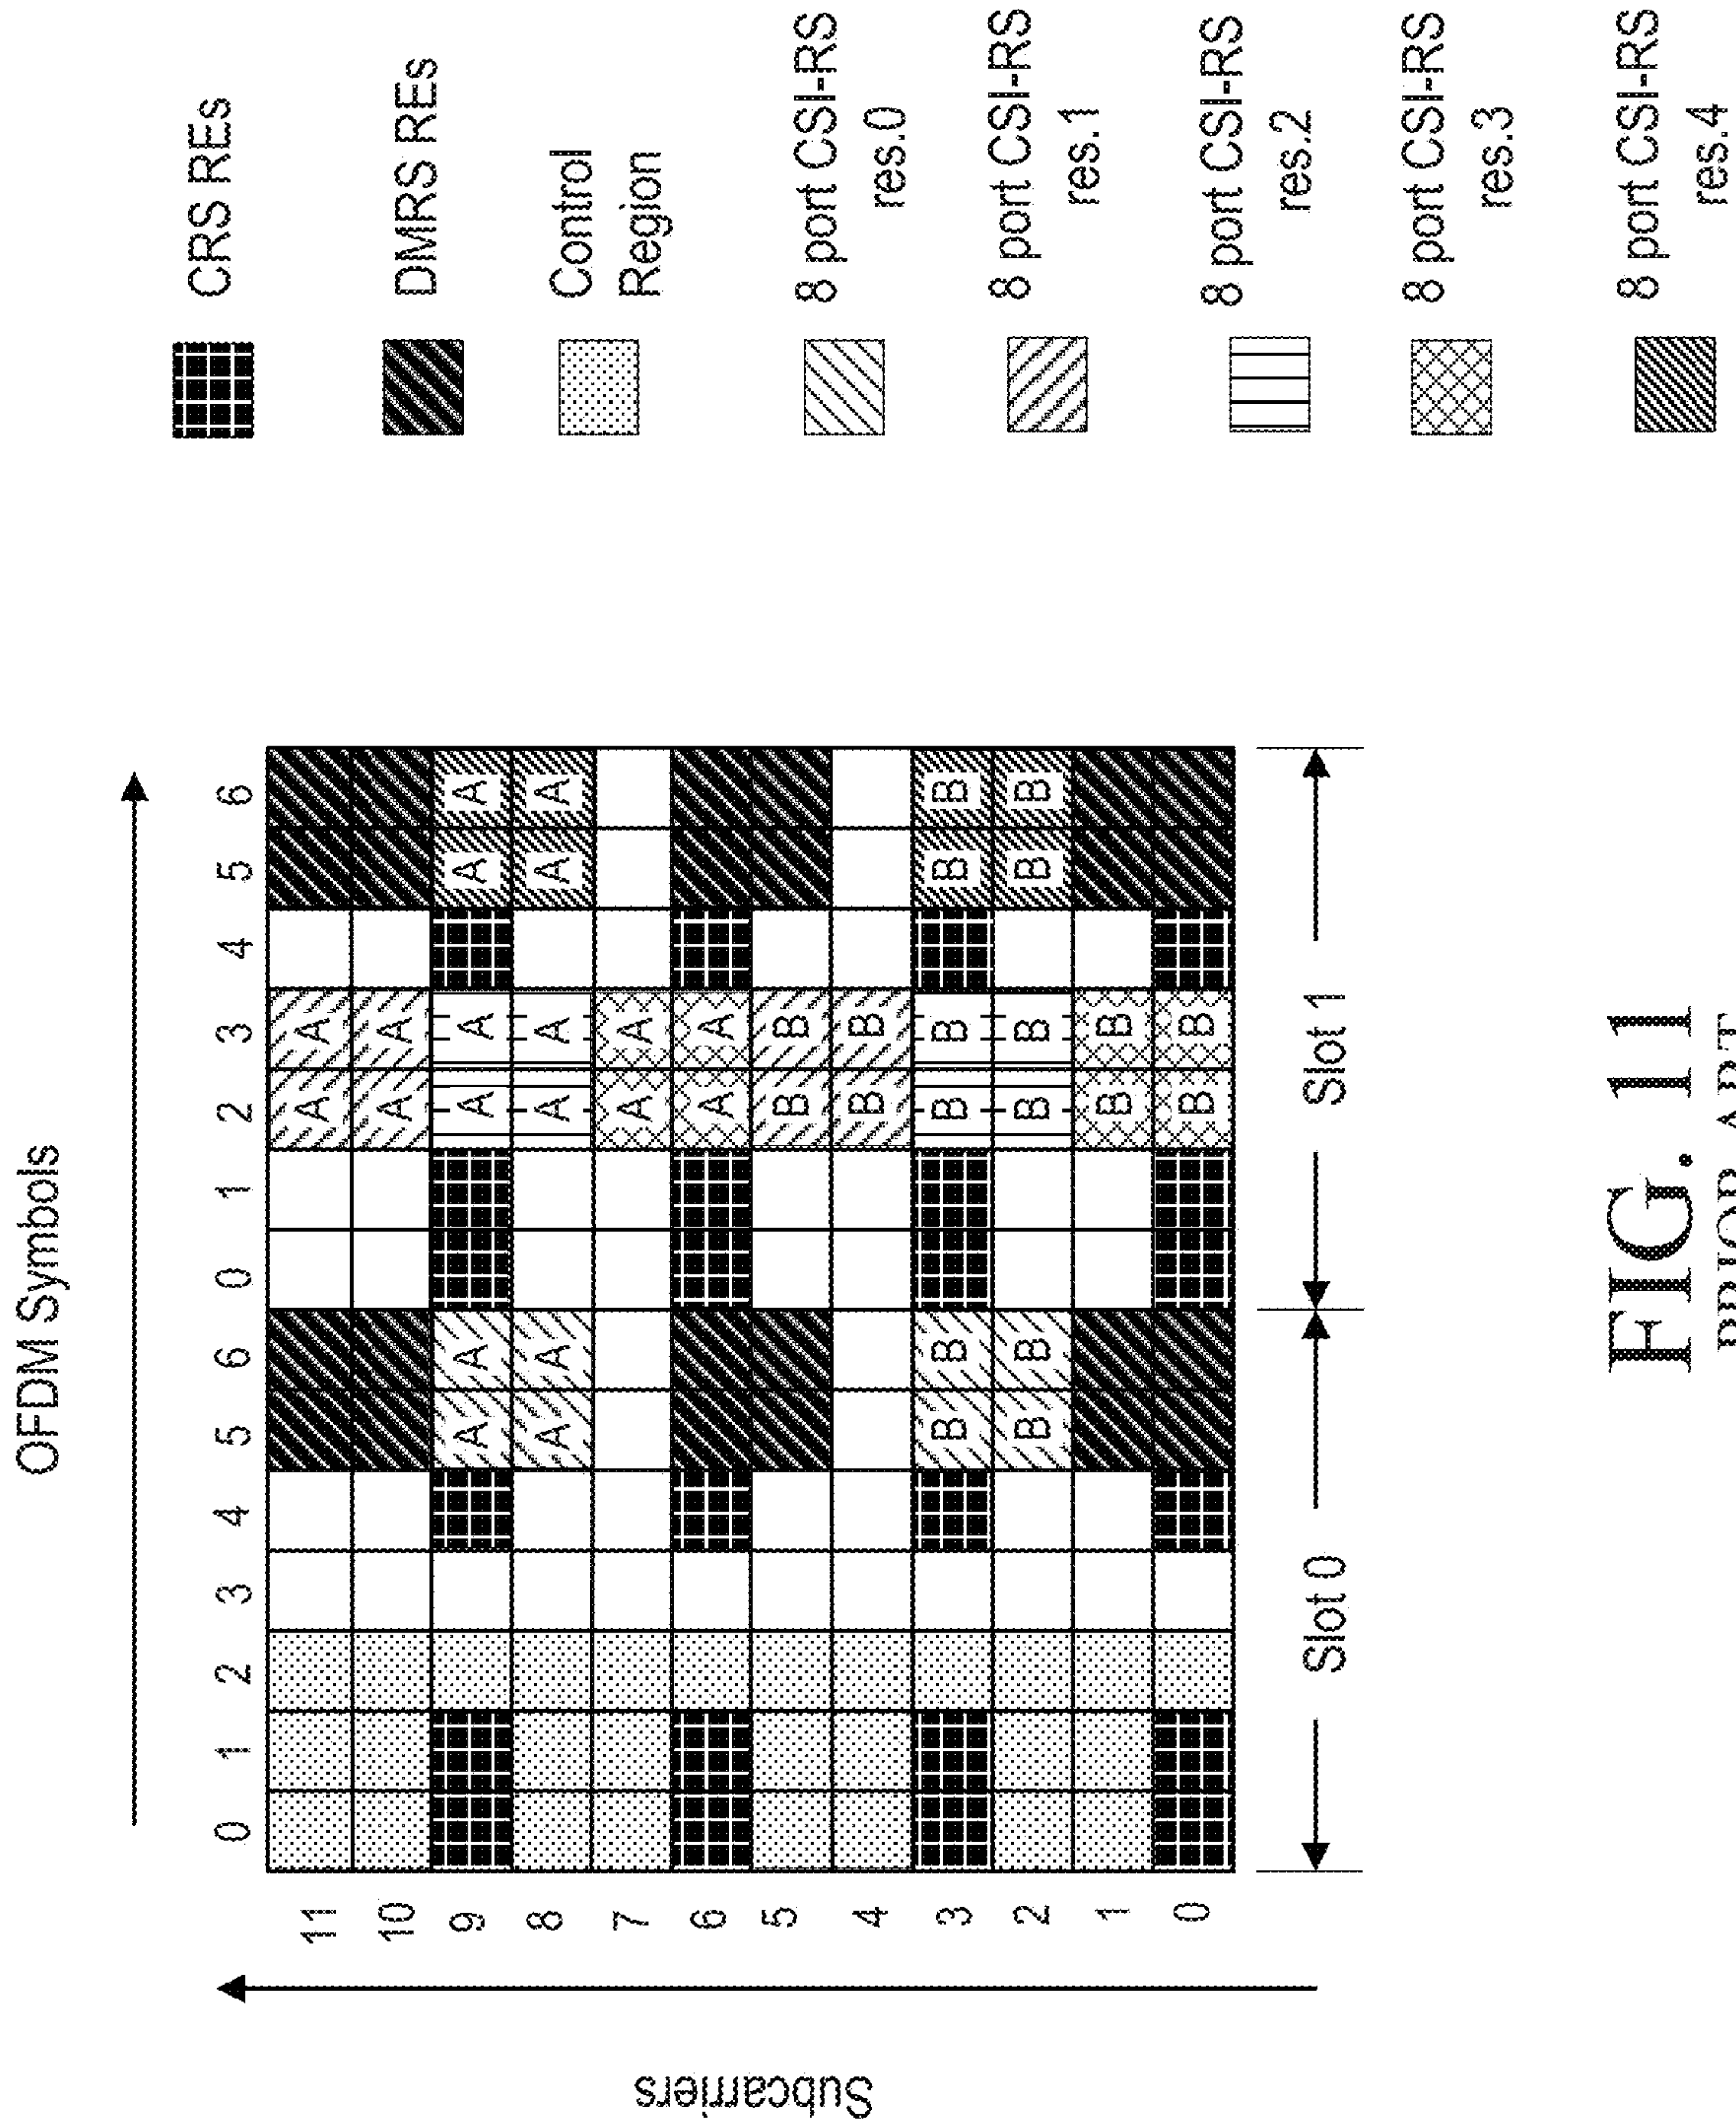 OFDM Symbols
0 1 2 3 4 5 6 0 1 2 3 4 5 6
11 A A
10 A A
9 A A A A A A
8 A A A A A A
7 A A
6 A A
5 B B
4 B B
3 B B B B B B
2 B B B B B B
1 B B
0 B B
Subcarriers
Slot 0 Slot 1
CRS REs
DMRS REs
Control
Region
8 port CSI-RS
res.0
8 port CSI-RS
res.1
8 port CSI-RS
res.2
8 port CSI-RS
res.3
8 port CSI-RS
res.4
FIG. 11
PRIOR ART